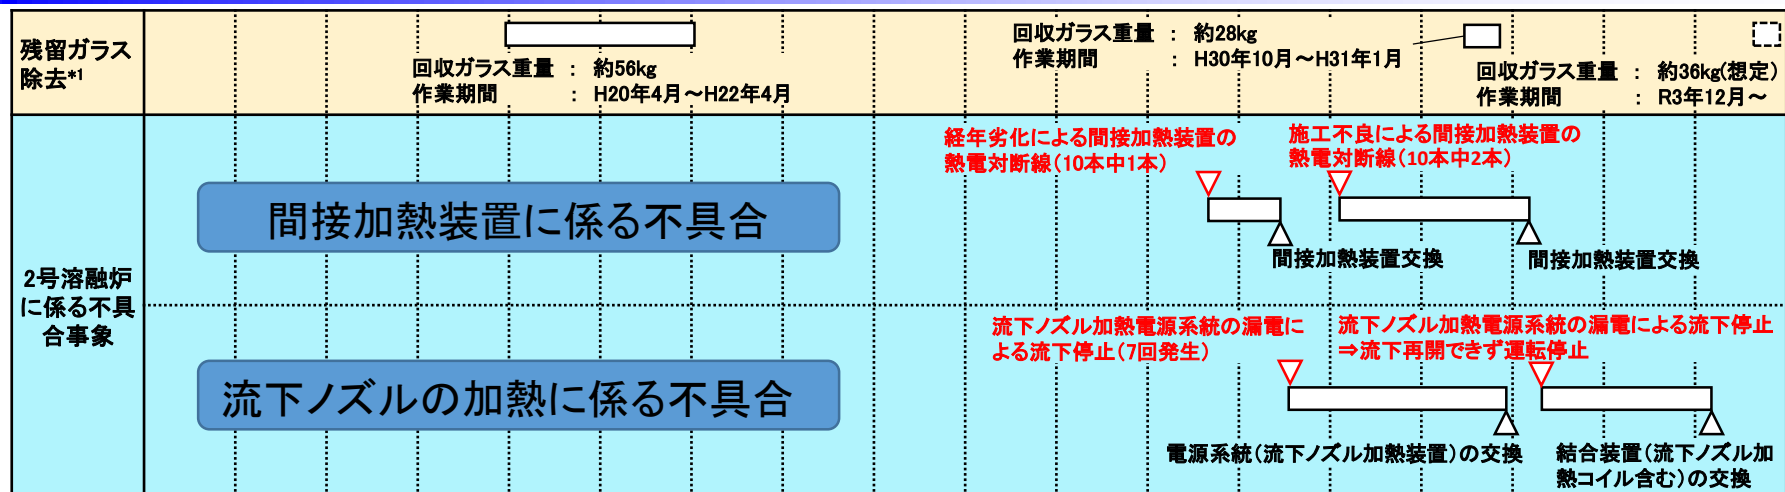 残留ガラス
除去*1
回収ガラス重量 : 約56kg
作業期間 : H20年4月~H22年4月
回収ガラス重量 : 約28kg
作業期間 : H30年10月~H31年1月
回収ガラス重量 : 約36kg(想定)
作業期間 : R3年12月~
2号溶融炉
に係る不具
合事象
間接加熱装置に係る不具合
経年劣化による間接加熱装置の
熱電対断線(10本中1本)
施工不良による間接加熱装置の
熱電対断線(10本中2本)
間接加熱装置交換
間接加熱装置交換
流下ノズルの加熱に係る不具合
流下ノズル加熱電源系統の漏電に
よる流下停止(7回発生)
流下ノズル加熱電源系統の漏電による流下停止
⇒流下再開できず運転停止
電源系統(流下ノズル加熱装置)の交換
結合装置(流下ノズル加
熱コイル含む)の交換